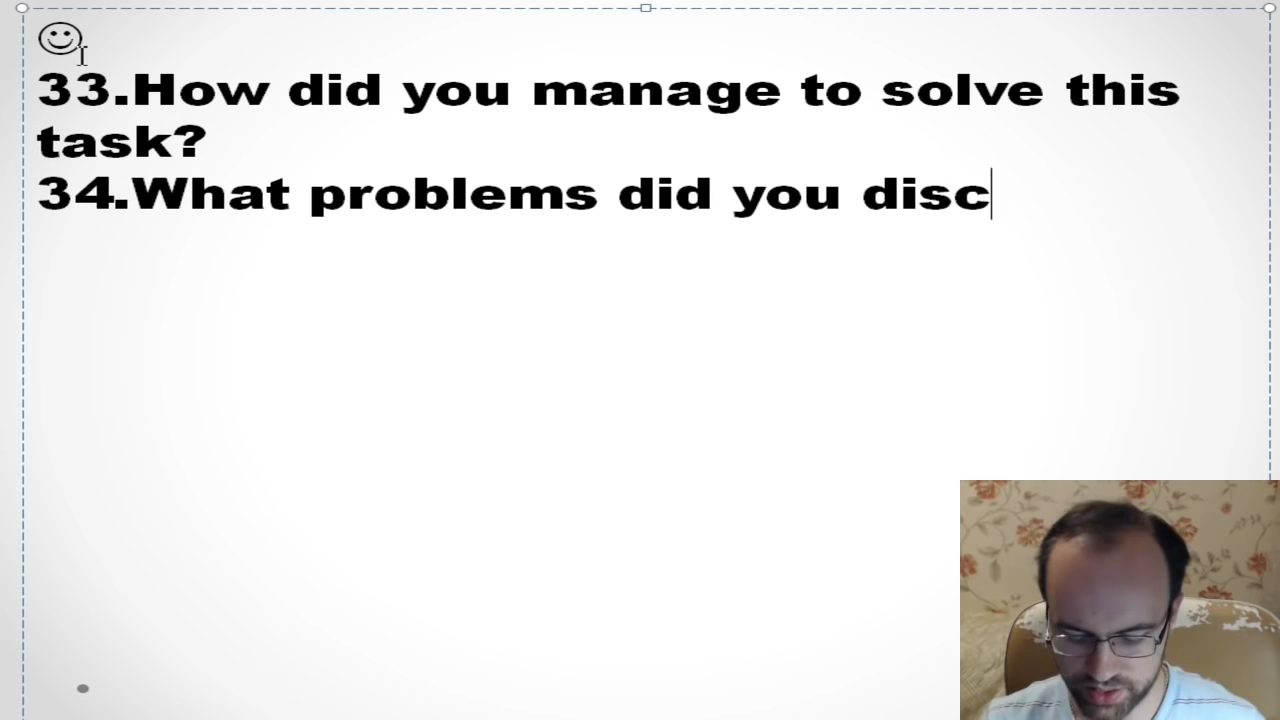 33.How did you manage to solve this
task?
34.What problems did you disc